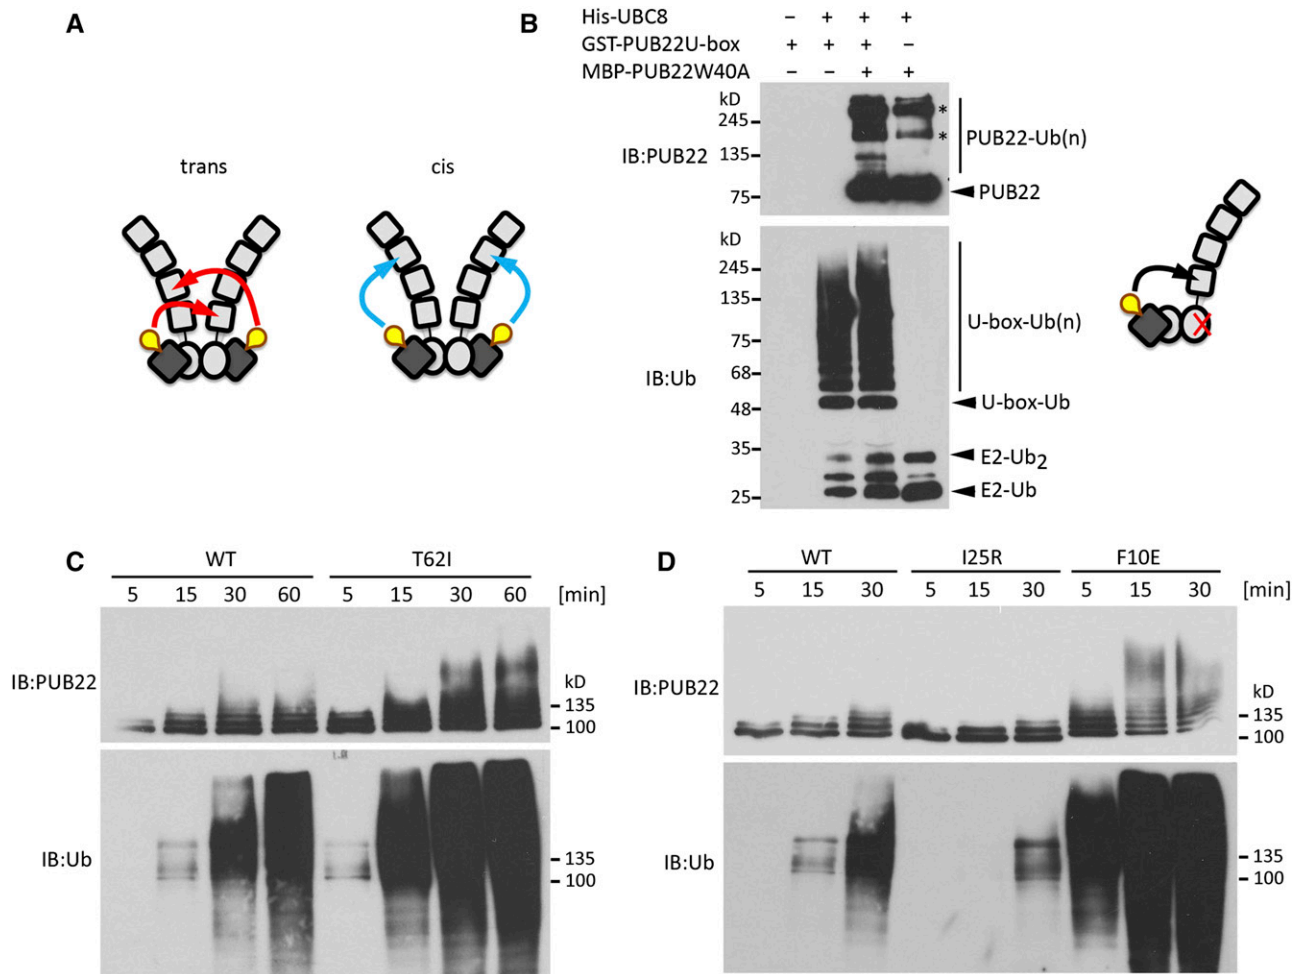 A
trans
cis
B
His-UBC8 – + + +
GST-PUB22U-box + + + –
MBP-PUB22W40A – – + +
kD
245
135
75
IB:PUB22
*
*
PUB22-Ub(n)
PUB22
kD
245
135
75
68
48
35
25
IB:Ub
U-box-Ub(n)
U-box-Ub
E2-Ub2
E2-Ub
C
WT T62I
5 15 30 60 5 15 30 60 [min]
IB:PUB22
kD
135
100
IB:Ub
135
100
D
WT I25R F10E
5 15 30 5 15 30 5 15 30 [min]
IB:PUB22
kD
135
100
IB:Ub
135
100